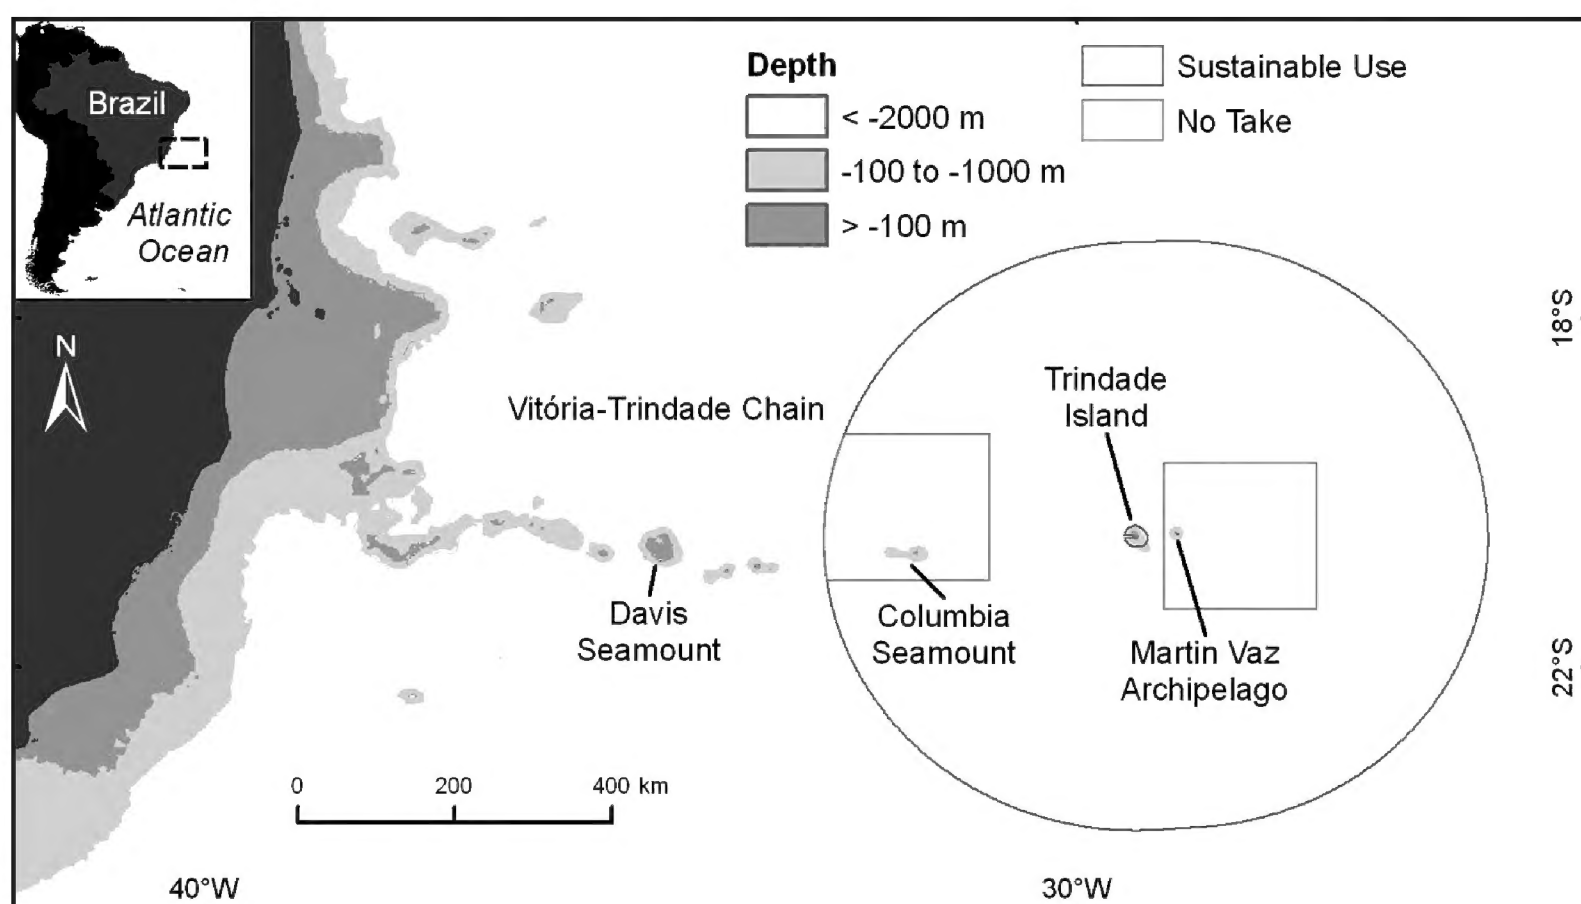 Brazil
Atlantic
Ocean
N
Depth
< -2000 m
-100 to -1000 m
> -100 m
Sustainable Use
No Take
18°S
Trindade
Island
Vitória-Trindade Chain
Davis
Seamount
Columbia
Seamount
Martin Vaz
Archipelago
22°S
0 200 400 km
40°W 30°W